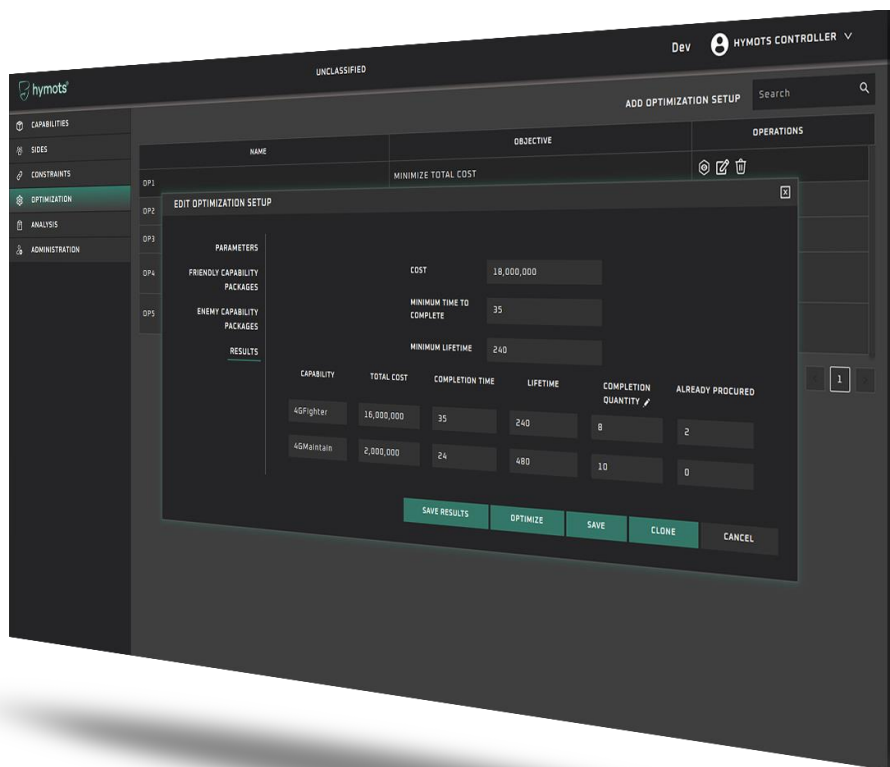 hymots
UNCLASSIFIED
Dev
HYMOTS CONTROLLER
ADD OPTIMIZATION SETUP
Search
CAPABILITIES
SIDES
CONSTRAINTS
OPTIMIZATION
ANALYSIS
ADMINISTRATION
NAME
OBJECTIVE
OPERATIONS
OP1
MINIMIZE TOTAL COST
OP2
OP3
OP4
OP5
EDIT OPTIMIZATION SETUP
PARAMETERS
FRIENDLY CAPABILITY
PACKAGES
ENEMY CAPABILITY
PACKAGES
RESULTS
COST
18,000,000
MINIMUM TIME TO
COMPLETE
35
MINIMUM LIFETIME
240
CAPABILITY
TOTAL COST
COMPLETION TIME
LIFETIME
COMPLETION
QUANTITY
ALREADY PROCURED
4GFighter
16,000,000
35
240
8
2
4GMaintain
2,000,000
24
480
10
0
SAVE RESULTS
OPTIMIZE
SAVE
CLONE
CANCEL
1